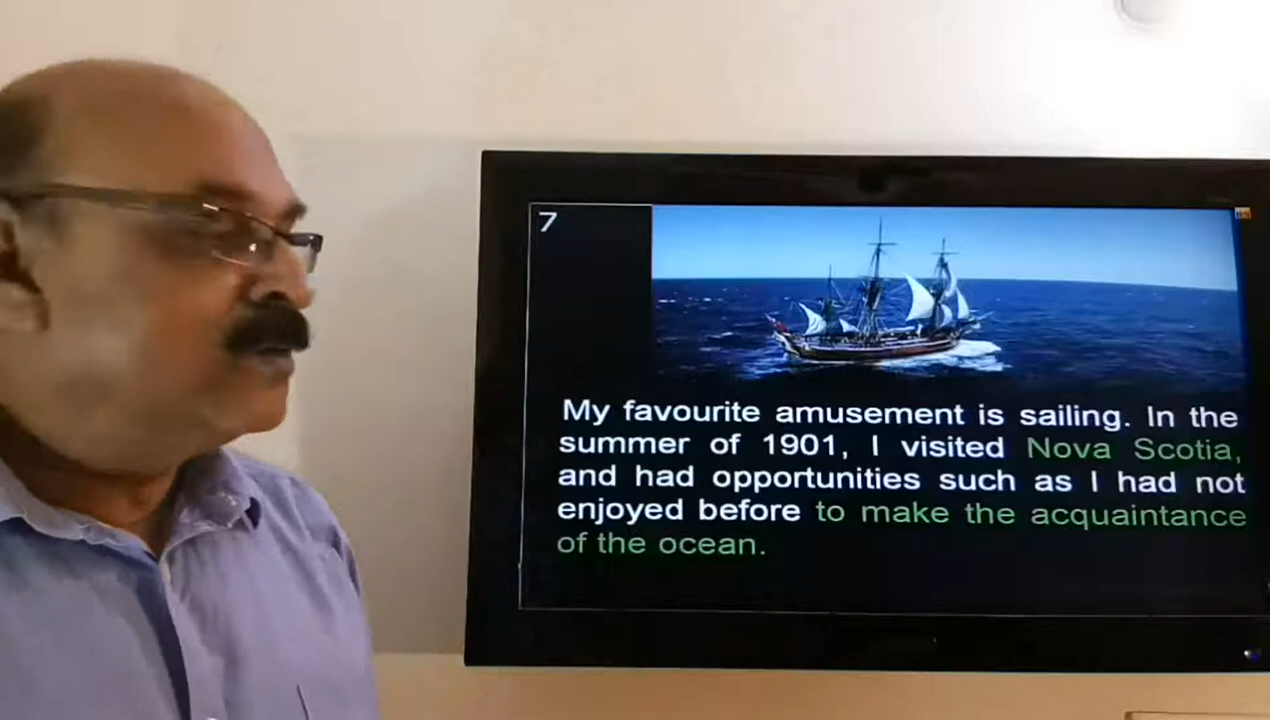 7
My favourite amusement is sailing. In the
summer of 1901, I visited Nova Scotia,
and had opportunities such as I had not
enjoyed before to make the acquaintance
of the ocean.